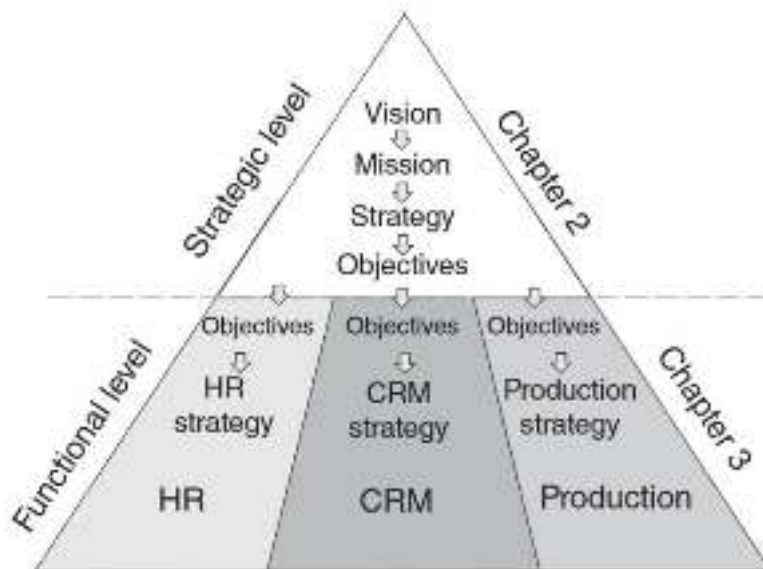 Strategic level
Chapter 2
Vision
Mission
Strategy
Objectives
Functional level
Chapter 3
Objectives
Objectives
Objectives
HR
strategy
CRM
strategy
Production
strategy
HR
CRM
Production